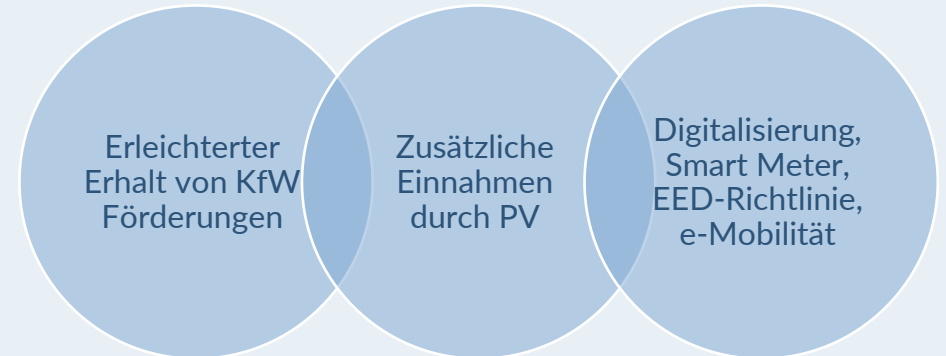 Erleichterter
Erhalt von KfW
Förderungen
Zusätzliche
Einnahmen
durch PV
Digitalisierung,
Smart Meter,
EED-Richtlinie,
e-Mobilität